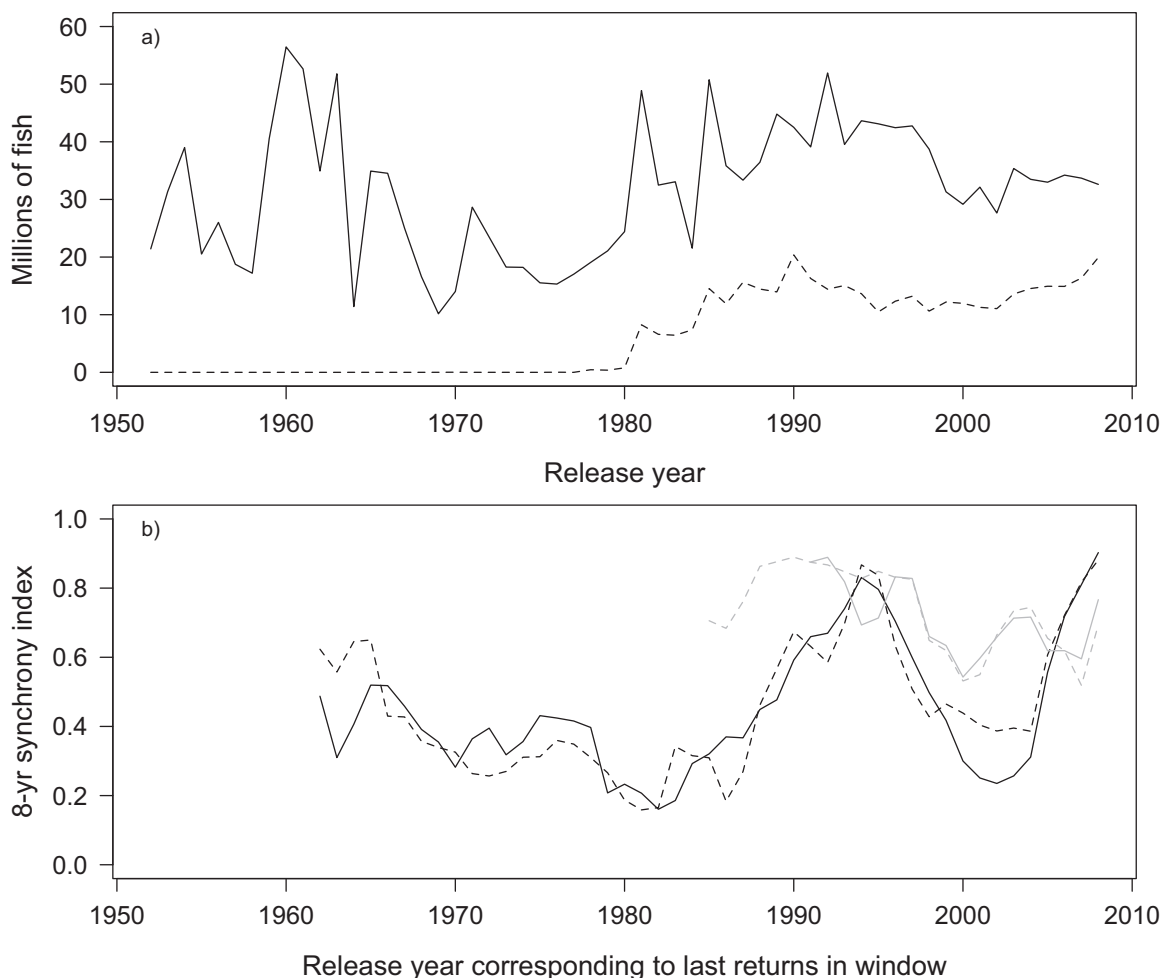 a)
60
50
40
30
20
10
0
Millions of fish
1950 1960 1970 1980 1990 2000 2010
Release year
b)
1.0
0.8
0.6
0.4
0.2
0.0
8-yr synchrony index
1950 1960 1970 1980 1990 2000 2010
Release year corresponding to last returns in window